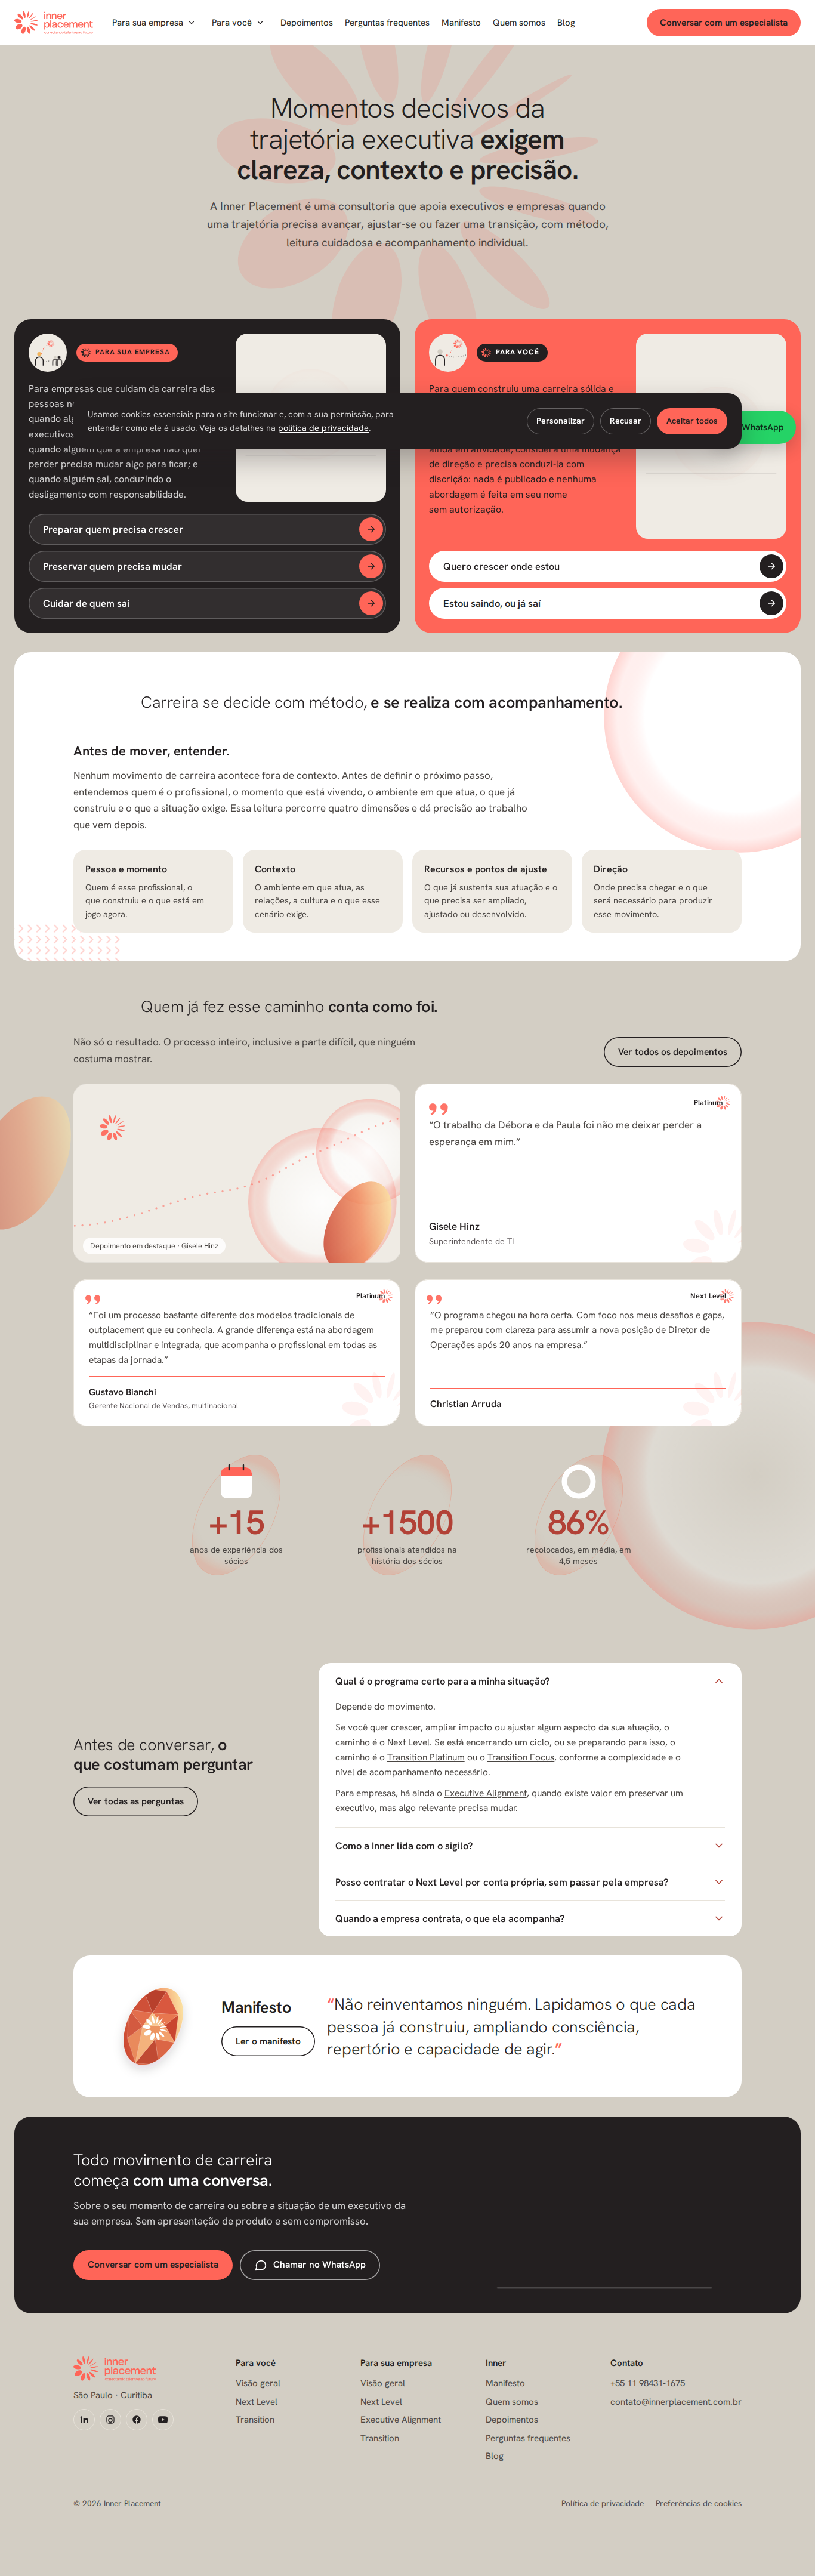 inner
placement
Para sua empresa
Para você
Depoimentos
Perguntas frequentes
Manifesto
Quem somos
Blog
Conversar com um especialista
Momentos decisivos da
trajetória executiva exigem
clareza, contexto e precisão.
A Inner Placement é uma consultoria que apoia executivos e empresas quando
uma trajetória precisa avançar, ajustar-se ou fazer uma transição, com método,
leitura cuidadosa e acompanhamento individual.
PARA SUA EMPRESA
Para empresas que cuidam da carreira das
pessoas
quando
executivos
quando alguém que a empresa não quer
perder precisa mudar algo para ficar; e
quando alguém sai, conduzindo o
desligamento com responsabilidade.
Preparar quem precisa crescer
Preservar quem precisa mudar
Cuidar de quem sai
PARA VOCÊ
Para quem construiu uma carreira sólida e
ainda em atividade, considera uma mudança
de direção e precisa conduzi-la com
discrição: nada é publicado e nenhuma
abordagem é feita em seu nome
sem autorização.
Quero crescer onde estou
Estou saindo, ou já saí
Usamos cookies essenciais para o site funcionar e, com a sua permissão, para
entender como ele é usado. Veja os detalhes na política de privacidade.
Personalizar
Recusar
Aceitar todos
WhatsApp
Carreira se decide com método, e se realiza com acompanhamento.
Antes de mover, entender.
Nenhum movimento de carreira acontece fora de contexto. Antes de definir o próximo passo,
entendemos quem é o profissional, o momento que está vivendo, o ambiente em que atua, o que já
construiu e o que a situação exige. Essa leitura percorre quatro dimensões e dá precisão ao trabalho
que vem depois.
Pessoa e momento
Quem é esse profissional, o
que construiu e o que está em
jogo agora.
Contexto
O ambiente em que atua, as
relações, a cultura e o que esse
cenário exige.
Recursos e pontos de ajuste
O que já sustenta sua atuação e o
que precisa ser ampliado,
ajustado ou desenvolvido.
Direção
Onde precisa chegar e o que
será necessário para produzir
esse movimento.
Quem já fez esse caminho conta como foi.
Não só o resultado. O processo inteiro, inclusive a parte difícil, que ninguém
costuma mostrar.
Ver todos os depoimentos
Depoimento em destaque · Gisele Hinz
Platinum
“O trabalho da Débora e da Paula foi não me deixar perder a
esperança em mim.”
Gisele Hinz
Superintendente de TI
Platinum
“Foi um processo bastante diferente dos modelos tradicionais de
outplacement que eu conhecia. A grande diferença está na abordagem
multidisciplinar e integrada, que acompanha o profissional em todas as
etapas da jornada.”
Gustavo Bianchi
Gerente Nacional de Vendas, multinacional
Next Level
“O programa chegou na hora certa. Com foco nos meus desafios e gaps,
me preparou com clareza para assumir a nova posição de Diretor de
Operações após 20 anos na empresa.”
Christian Arruda
+15
anos de experiência dos
sócios
+1500
profissionais atendidos na
história dos sócios
86%
recolocados, em média, em
4,5 meses
Antes de conversar, o
que costumam perguntar
Ver todas as perguntas
Qual é o programa certo para a minha situação?
Depende do movimento.
Se você quer crescer, ampliar impacto ou ajustar algum aspecto da sua atuação, o
caminho é o Next Level. Se está encerrando um ciclo, ou se preparando para isso, o
caminho é o Transition Platinum ou o Transition Focus, conforme a complexidade e o
nível de acompanhamento necessário.
Para empresas, há ainda o Executive Alignment, quando existe valor em preservar um
executivo, mas algo relevante precisa mudar.
Como a Inner lida com o sigilo?
Posso contratar o Next Level por conta própria, sem passar pela empresa?
Quando a empresa contrata, o que ela acompanha?
Manifesto
Ler o manifesto
“Não reinventamos ninguém. Lapidamos o que cada
pessoa já construiu, ampliando consciência,
repertório e capacidade de agir.”
Todo movimento de carreira
começa com uma conversa.
Sobre o seu momento de carreira ou sobre a situação de um executivo da
sua empresa. Sem apresentação de produto e sem compromisso.
Conversar com um especialista
Chamar no WhatsApp
inner
placement
São Paulo · Curitiba
Para você
Visão geral
Next Level
Transition
Para sua empresa
Visão geral
Next Level
Executive Alignment
Transition
Inner
Manifesto
Quem somos
Depoimentos
Perguntas frequentes
Blog
Contato
+55 11 98431-1675
contato@innerplacement.com.br
© 2026 Inner Placement
Política de privacidade
Preferências de cookies